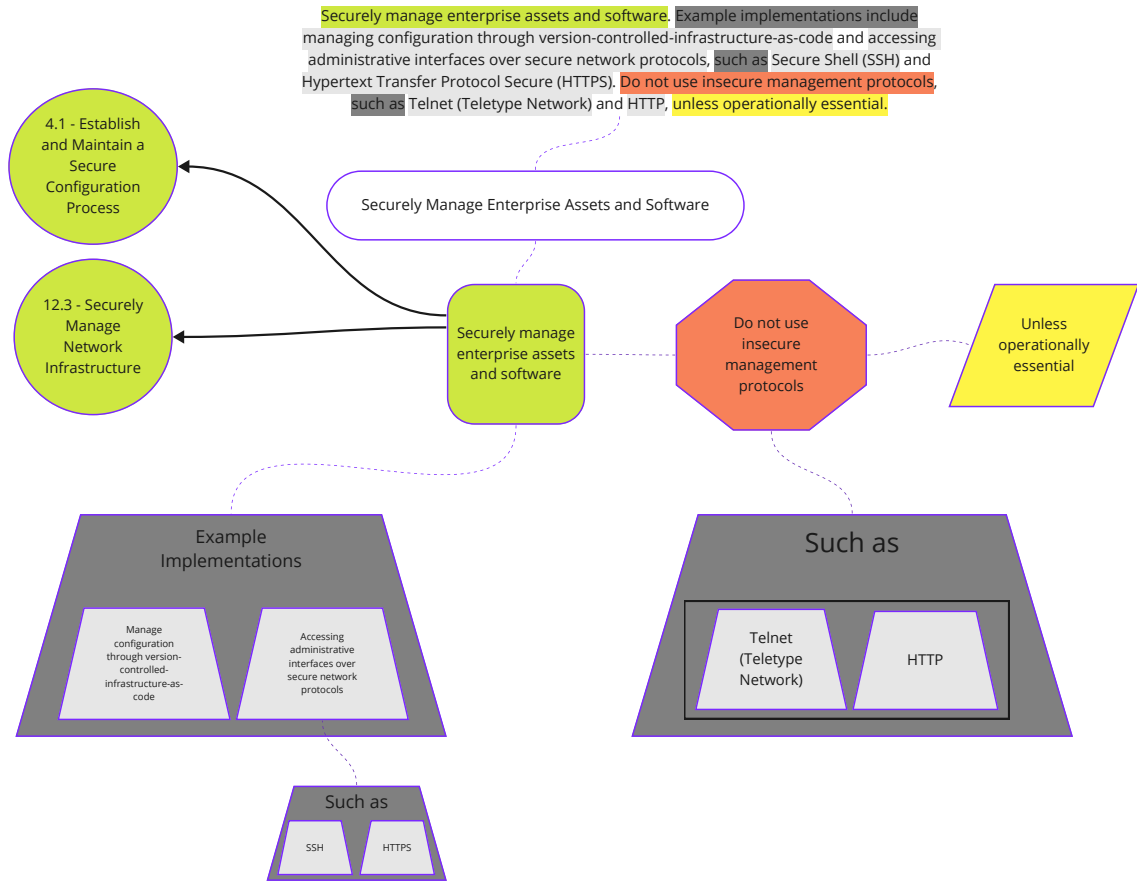 Securely manage enterprise assets and software. Example implementations include
managing configuration through version-controlled-infrastructure-as-code and accessing
administrative interfaces over secure network protocols, such as Secure Shell (SSH) and
Hypertext Transfer Protocol Secure (HTTPS). Do not use insecure management protocols,
such as Telnet (Teletype Network) and HTTP, unless operationally essential.
4.1 - Establish
and Maintain a
Secure
Configuration
Process
Securely Manage Enterprise Assets and Software
12.3 - Securely
Manage
Network
Infrastructure
Securely manage
enterprise assets
and software
Do not use
insecure
management
protocols
Unless
operationally
essential
Example
Implementations
Manage
configuration
through version-
controlled-
infrastructure-as-
code
Accessing
administrative
interfaces over
secure network
protocols
Such as
SSH
HTTPS
Such as
Telnet
(Teletype
Network)
HTTP